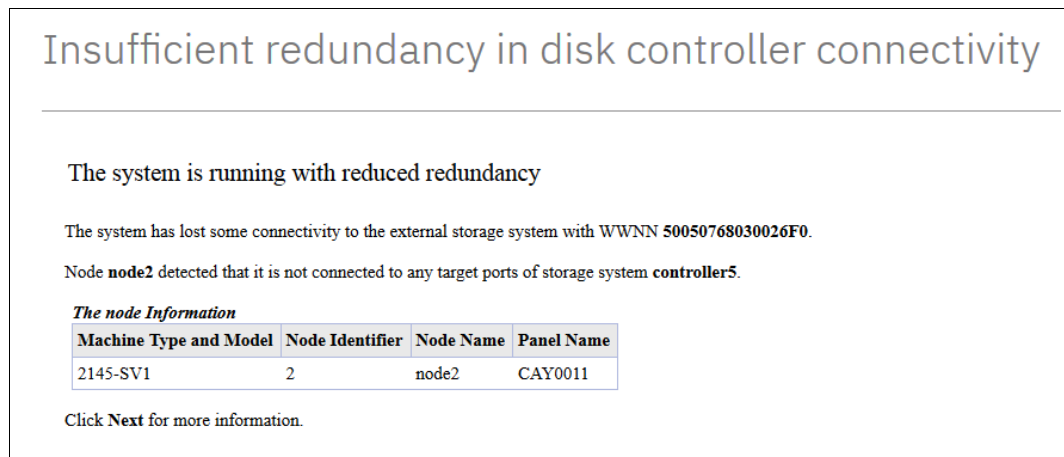 Insufficient redundancy in disk controller connectivity
The system is running with reduced redundancy
The system has lost some connectivity to the external storage system with WWNN 50050768030026F0.
Node node2 detected that it is not connected to any target ports of storage system controller5.
The node Information
Machine Type and Model Node Identifier Node Name Panel Name
2145-SV1 2 node2 CAY0011
Click Next for more information.